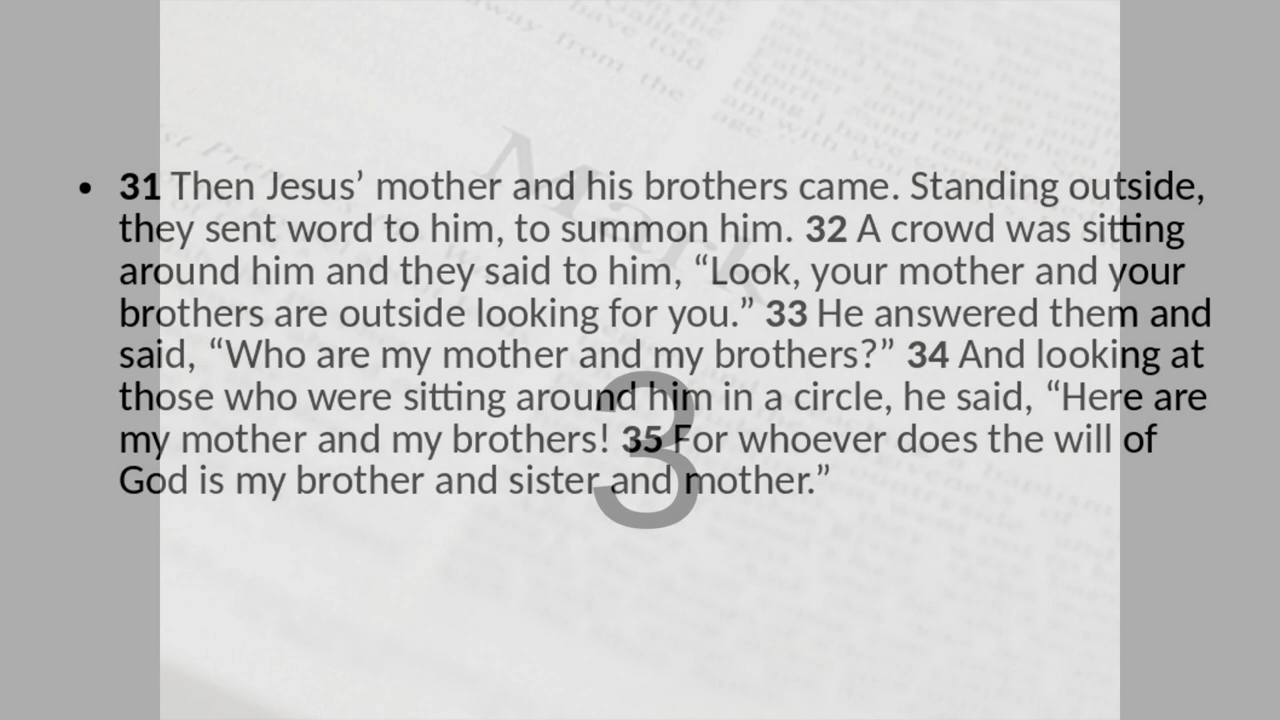 • 31 Then Jesus’ mother and his brothers came. Standing outside,
they sent word to him, to summon him. 32 A crowd was sitting
around him and they said to him, “Look, your mother and your
brothers are outside looking for you.” 33 He answered them and
said, “Who are my mother and my brothers?” 34 And looking at
those who were sitting around him in a circle, he said, “Here are
my mother and my brothers! 35 For whoever does the will of
God is my brother and sister and mother.”
Mark
3